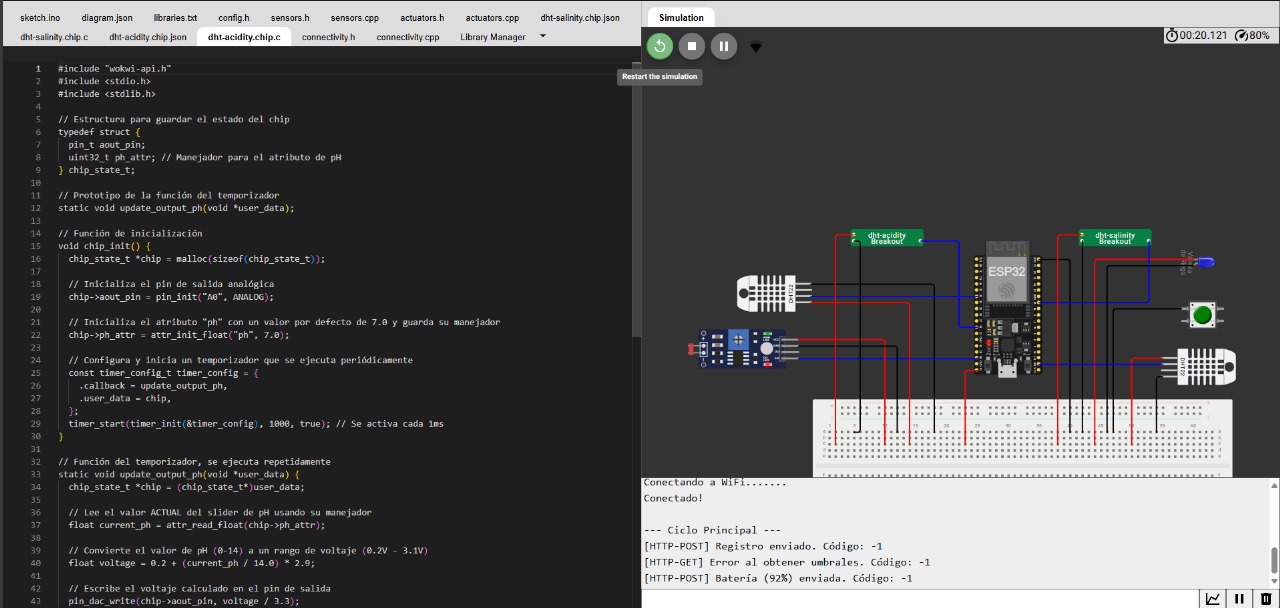 sketch.ino diagram.json libraries.txt config.h sensors.h sensors.cpp actuators.h actuators.cpp dht-salinity.chip.json
dht-salinity.chip.c dht-acidity.chip.json dht-acidity.chip.c connectivity.h connectivity.cpp Library Manager
1 #include "wokwi-api.h"
2 #include <stdio.h>
3 #include <stdlib.h>
4
5 // Estructura para guardar el estado del chip
6 typedef struct {
7 pin_t aout_pin;
8 uint32_t ph_attr; // Manejador para el atributo de pH
9 } chip_state_t;
10
11 // Prototipo de la función del temporizador
12 static void update_output_ph(void *user_data);
13
14 // Función de inicialización
15 void chip_init() {
16 chip_state_t *chip = malloc(sizeof(chip_state_t));
17
18 // Inicializa el pin de salida analógica
19 chip->aout_pin = pin_init("A0", ANALOG);
20
21 // Inicializa el atributo "ph" con un valor por defecto de 7.0 y guarda su manejador
22 chip->ph_attr = attr_init_float("ph", 7.0);
23
24 // Configura y inicia un temporizador que se ejecuta periódicamente
25 const timer_config_t timer_config = {
26 .callback = update_output_ph,
27 .user_data = chip,
28 };
29 timer_start(timer_init(&timer_config), 1000, true); // Se activa cada 1ms
30 }
31
32 // Función del temporizador, se ejecuta repetidamente
33 static void update_output_ph(void *user_data) {
34 chip_state_t *chip = (chip_state_t*)user_data;
35
36 // Lee el valor ACTUAL del slider de pH usando su manejador
37 float current_ph = attr_read_float(chip->ph_attr);
38
39 // Convierte el valor de pH (0-14) a un rango de voltaje (0.2V - 3.1V)
40 float voltage = 0.2 + (current_ph / 14.0) * 2.9;
41
42 // Escribe el voltaje calculado en el pin de salida
43 pin_dac_write(chip->aout_pin, voltage / 3.3);
Simulation
00:20.121 80%
Restart the simulation
dht-acidity
Breakout
dht-salinity
Breakout
ESP32
DHT22
DHT22
Conectando a WiFi.......
Conectado!
--- Ciclo Principal ---
[HTTP-POST] Registro enviado. Código: -1
[HTTP-GET] Error al obtener umbrales. Código: -1
[HTTP-POST] Batería (92%) enviada. Código: -1